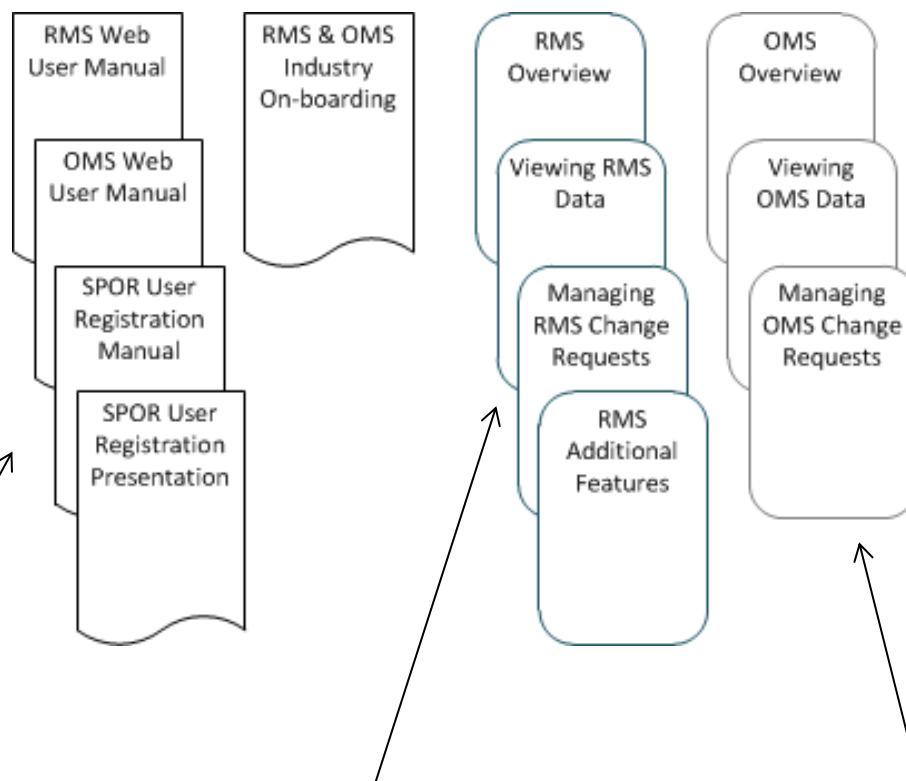 RMS Web
User Manual
OMS Web
User Manual
SPOR User
Registration
Manual
SPOR User
Registration
Presentation
RMS & OMS
Industry
On-boarding
RMS
Overview
Viewing RMS
Data
Managing
RMS Change
Requests
RMS
Additional
Features
OMS
Overview
Viewing
OMS Data
Managing
OMS Change
Requests